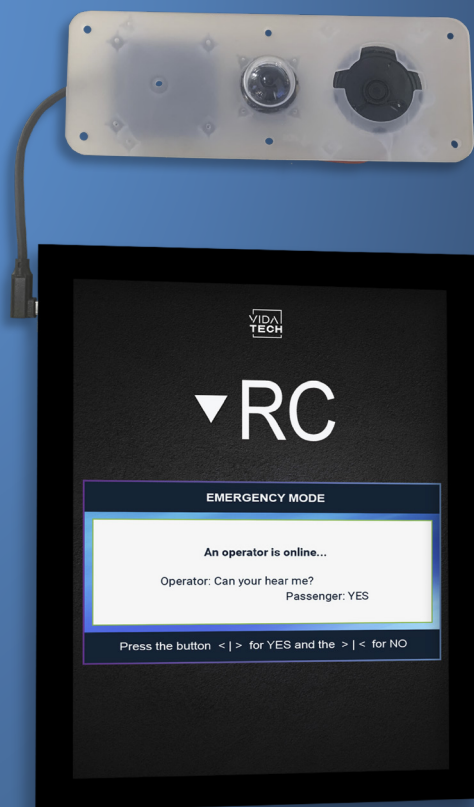 VIDA
TECH
▼RC
EMERGENCY MODE
An operator is online...
Operator: Can your hear me?
Passenger: YES
Press the button < | > for YES and the > | < for NO